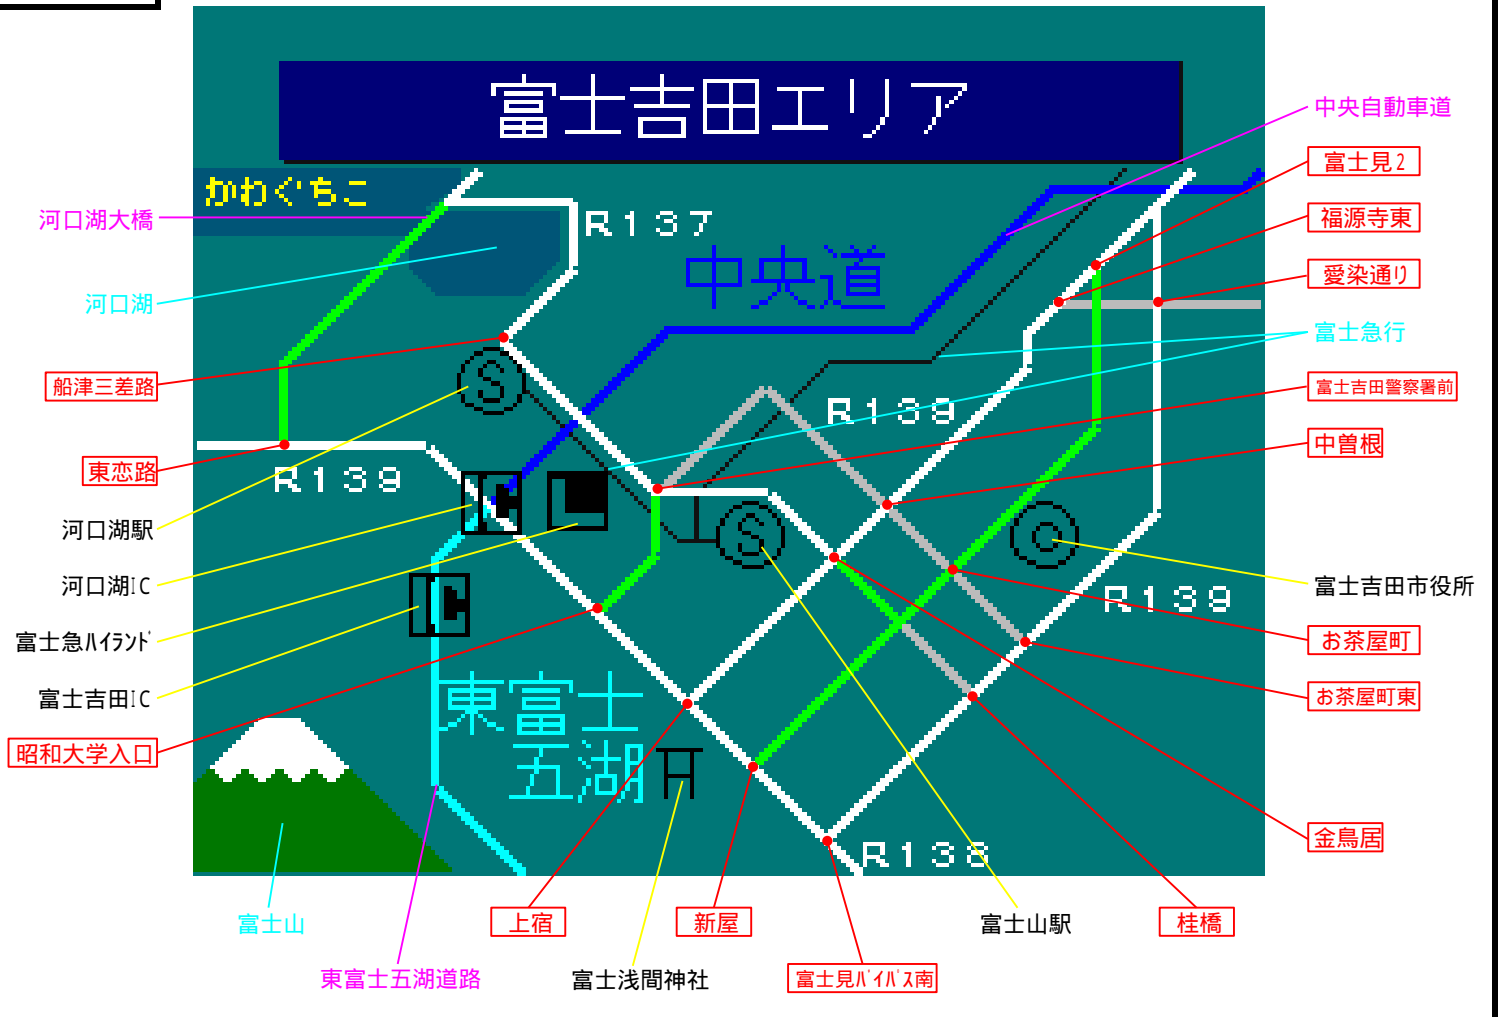 富士吉田エリア
中央自動車道
富士見2
かわぐちこ
河口湖大橋
R137
福源寺東
中央道
愛染通り
河口湖
富士急行
船津三差路
富士吉田警察署前
R139
中曽根
東恋路
R139
河口湖駅
河口湖IC
富士吉田市役所
R139
富士急ﾊｲﾗﾝﾄﾞ
お茶屋町
富士吉田IC
お茶屋町東
東富士
五湖
昭和大学入口
金鳥居
R138
富士山
上宿
新屋
富士山駅
桂橋
東富士五湖道路
富士浅間神社
富士見ﾊﾞｲﾊﾟｽ南